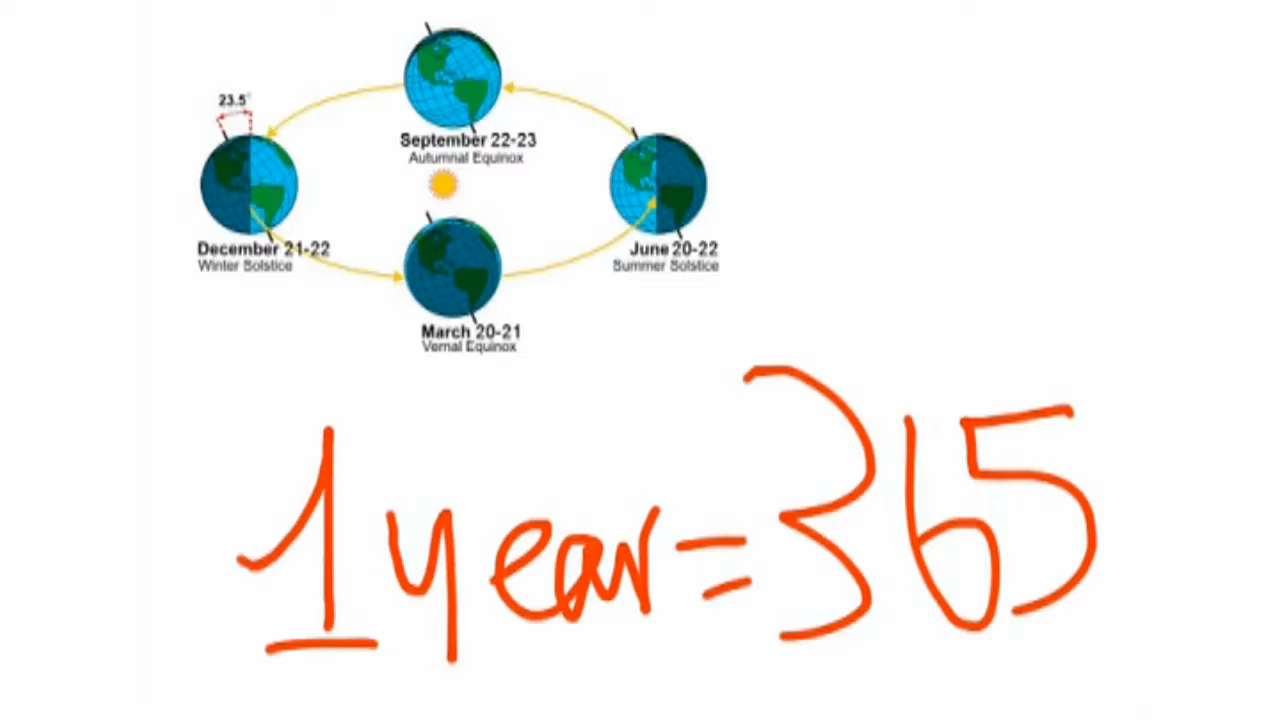 23.5°
September 22-23
Autumnal Equinox
December 21-22
Winter Solstice
June 20-22
Summer Solstice
March 20-21
Vernal Equinox
1 year = 365